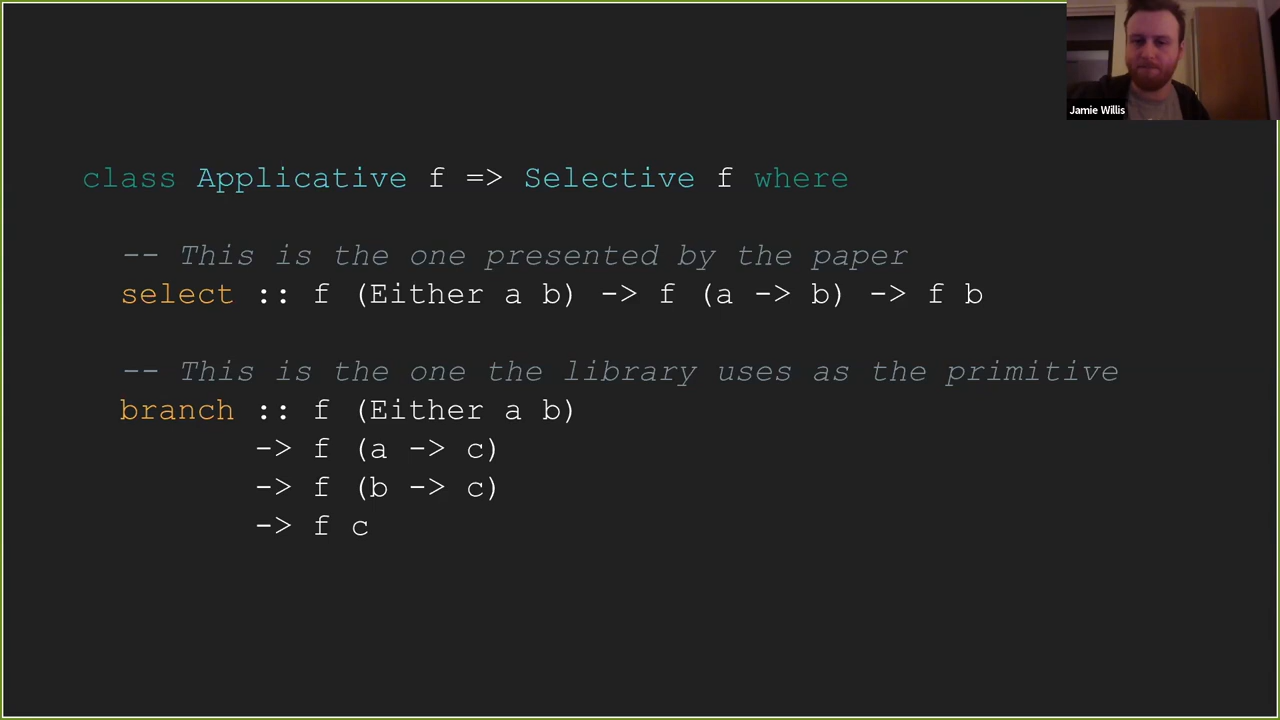 Jamie Willis
class Applicative f => Selective f where
-- This is the one presented by the paper
select :: f (Either a b) -> f (a -> b) -> f b
-- This is the one the library uses as the primitive
branch :: f (Either a b)
-> f (a -> c)
-> f (b -> c)
-> f c